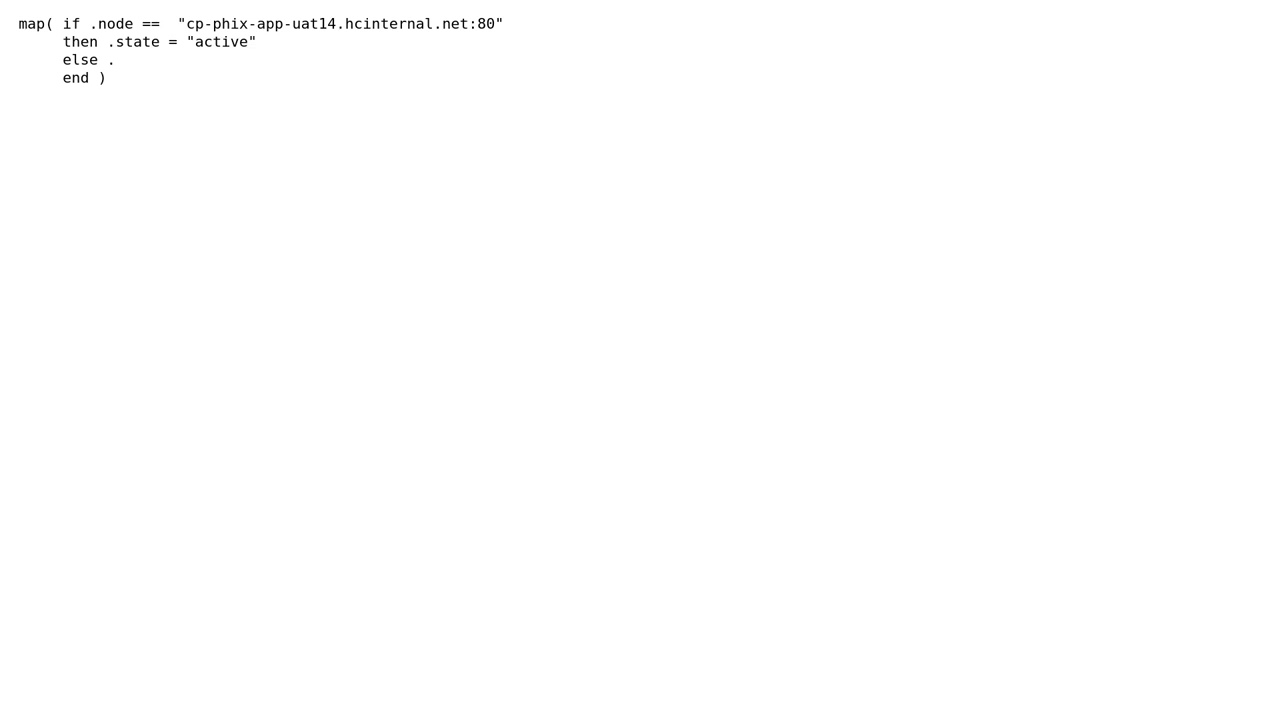 map( if .node ==  "cp-phix-app-uat14.hcinternal.net:80"
     then .state = "active"
     else .
     end )